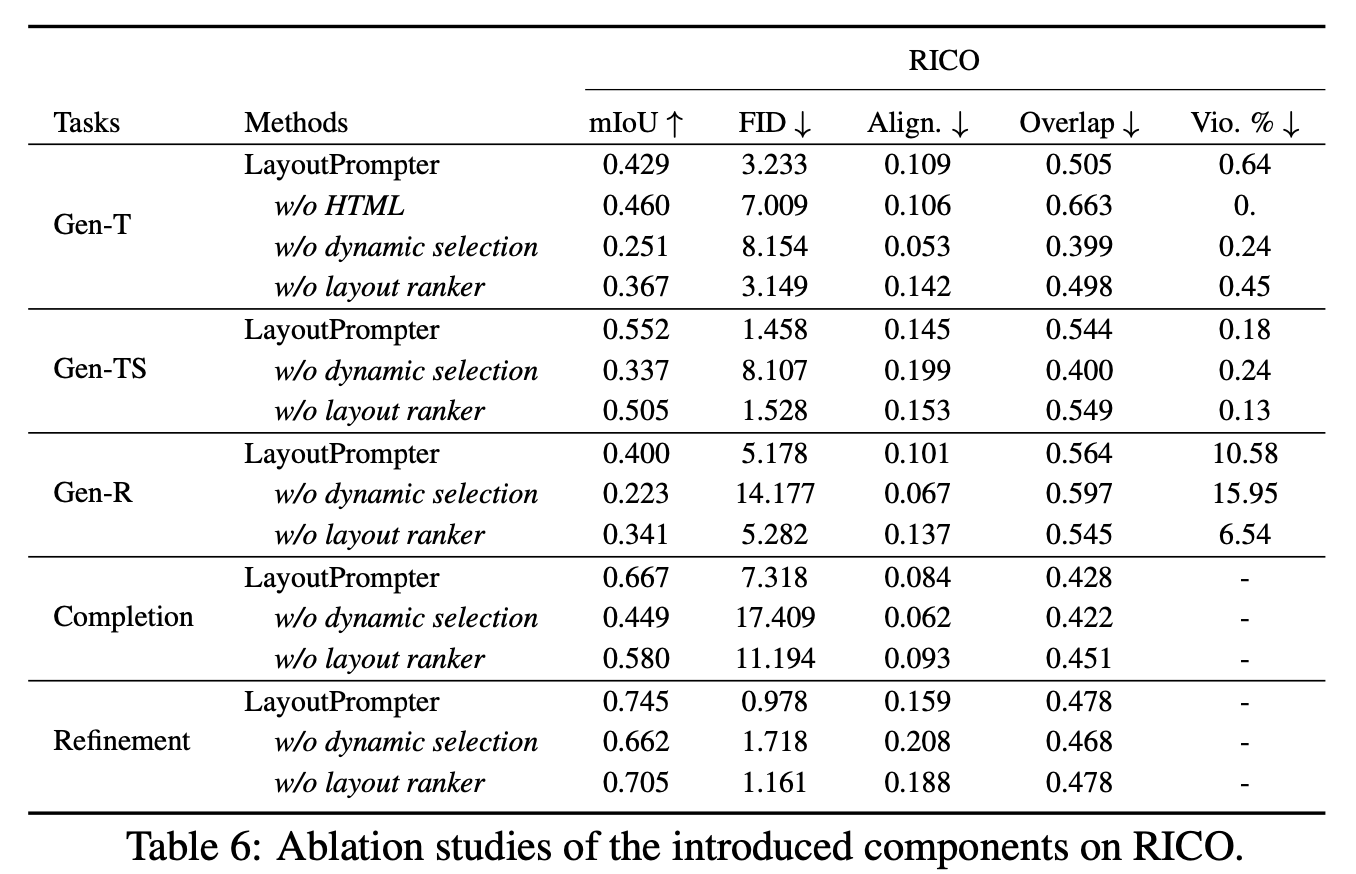 RICO
Tasks Methods mIoU ↑ FID ↓ Align. ↓ Overlap ↓ Vio. % ↓
Gen-T
LayoutPrompter 0.429 3.233 0.109 0.505 0.64
w/o HTML 0.460 7.009 0.106 0.663 0.
w/o dynamic selection 0.251 8.154 0.053 0.399 0.24
w/o layout ranker 0.367 3.149 0.142 0.498 0.45
Gen-TS
LayoutPrompter 0.552 1.458 0.145 0.544 0.18
w/o dynamic selection 0.337 8.107 0.199 0.400 0.24
w/o layout ranker 0.505 1.528 0.153 0.549 0.13
Gen-R
LayoutPrompter 0.400 5.178 0.101 0.564 10.58
w/o dynamic selection 0.223 14.177 0.067 0.597 15.95
w/o layout ranker 0.341 5.282 0.137 0.545 6.54
Completion
LayoutPrompter 0.667 7.318 0.084 0.428 -
w/o dynamic selection 0.449 17.409 0.062 0.422 -
w/o layout ranker 0.580 11.194 0.093 0.451 -
Refinement
LayoutPrompter 0.745 0.978 0.159 0.478 -
w/o dynamic selection 0.662 1.718 0.208 0.468 -
w/o layout ranker 0.705 1.161 0.188 0.478 -
Table 6: Ablation studies of the introduced components on RICO.